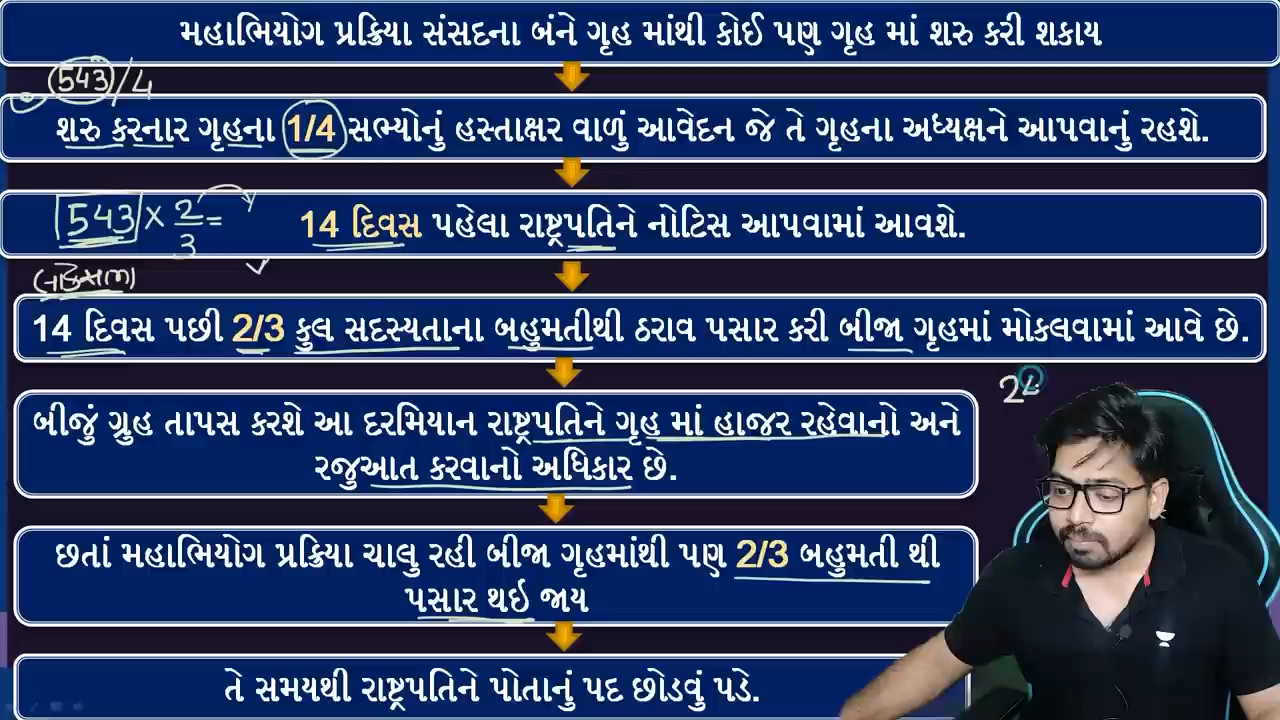 મહાભિયોગ પ્રક્રિયા સંસદના બંને ગૃહ માંથી કોઈ પણ ગૃહ માં શરુ કરી શકાય
543/4
શરુ કરનાર ગૃહના 1/4 સભ્યોનું હસ્તાક્ષર વાળું આવેદન જે તે ગૃહના અધ્યક્ષને આપવાનું રહશે.
543 × 2/3 =
14 દિવસ પહેલા રાષ્ટ્રપતિને નોટિસ આપવામાં આવશે.
14 દિવસ પછી 2/3 કુલ સદસ્યતાના બહુમતીથી ઠરાવ પસાર કરી બીજા ગૃહમાં મોકલવામાં આવે છે.
બીજું ગ્રુહ તાપસ કરશે આ દરમિયાન રાષ્ટ્રપતિને ગૃહ માં હાજર રહેવાનો અને
રજુઆત કરવાનો અધિકાર છે.
છતાં મહાભિયોગ પ્રક્રિયા ચાલુ રહી બીજા ગૃહમાંથી પણ 2/3 બહુમતી થી
પસાર થઇ જાય
તે સમયથી રાષ્ટ્રપતિને પોતાનું પદ છોડવું પડે.